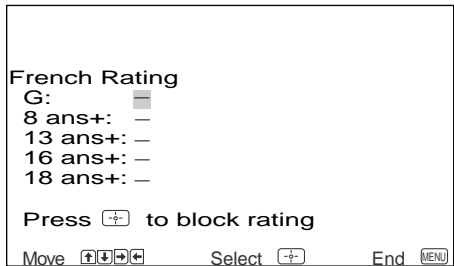 French Rating
G: –
8 ans+: –
13 ans+: –
16 ans+: –
18 ans+: –
Press to block rating
Move Select End MENU